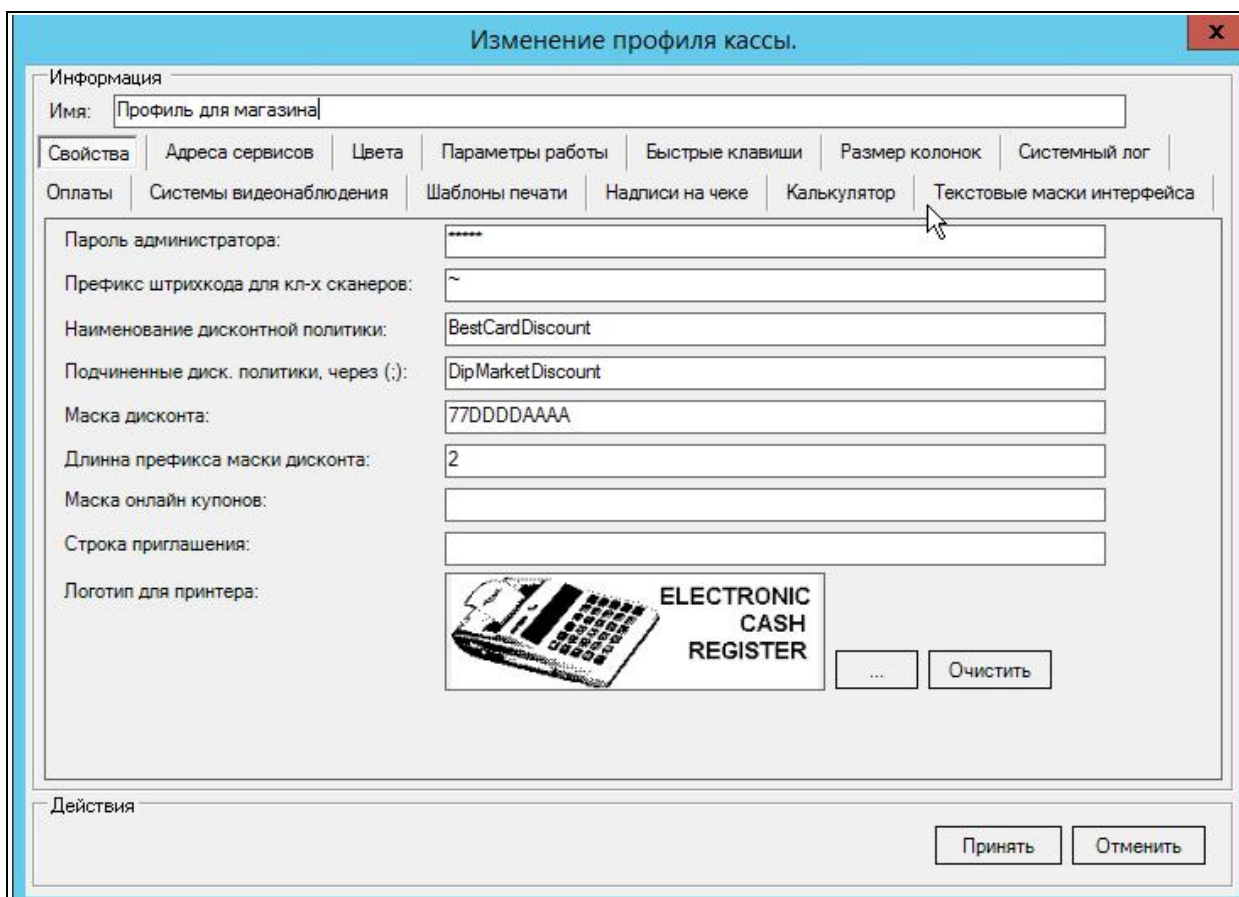 Изменение профиля кассы.
x
Информация
Имя: Профиль для магазина
Свойства Адреса сервисов Цвета Параметры работы Быстрые клавиши Размер колонок Системный лог
Оплаты Системы видеонаблюдения Шаблоны печати Надписи на чеке Калькулятор Текстовые маски интерфейса
Пароль администратора: *****
Префикс штрихкода для кл-х сканеров: ~
Наименование дисконтной политики: BestCardDiscount
Подчиненные диск. политики, через (;): DipMarketDiscount
Маска дисконта: 77DDDDAAAA
Длинна префикса маски дисконта: 2
Маска онлайн купонов:
Строка приглашения:
Логотип для принтера:
ELECTRONIC
CASH
REGISTER
... Очистить
Действия
Принять Отменить